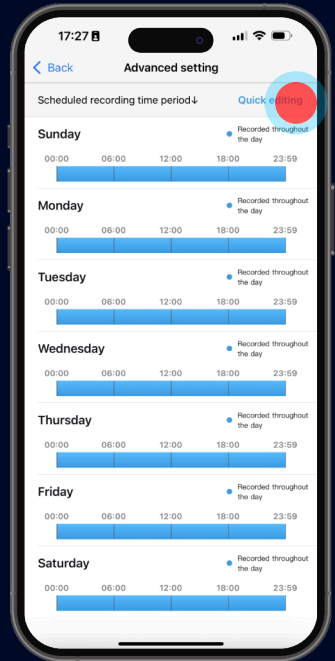 17:27
Back
Advanced setting
Scheduled recording time period↓
Quick editing
Sunday
Recorded throughout
the day
00:00 06:00 12:00 18:00 23:59
Monday
Recorded throughout
the day
00:00 06:00 12:00 18:00 23:59
Tuesday
Recorded throughout
the day
00:00 06:00 12:00 18:00 23:59
Wednesday
Recorded throughout
the day
00:00 06:00 12:00 18:00 23:59
Thursday
Recorded throughout
the day
00:00 06:00 12:00 18:00 23:59
Friday
Recorded throughout
the day
00:00 06:00 12:00 18:00 23:59
Saturday
Recorded throughout
the day
00:00 06:00 12:00 18:00 23:59